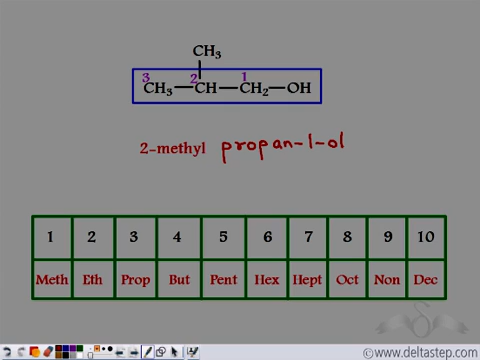 CH₃
3 2 1
CH₃—CH—CH₂—OH
2-methyl propan-1-ol
1 2 3 4 5 6 7 8 9 10
Meth Eth Prop But Pent Hex Hept Oct Non Dec
© www.deltastep.com